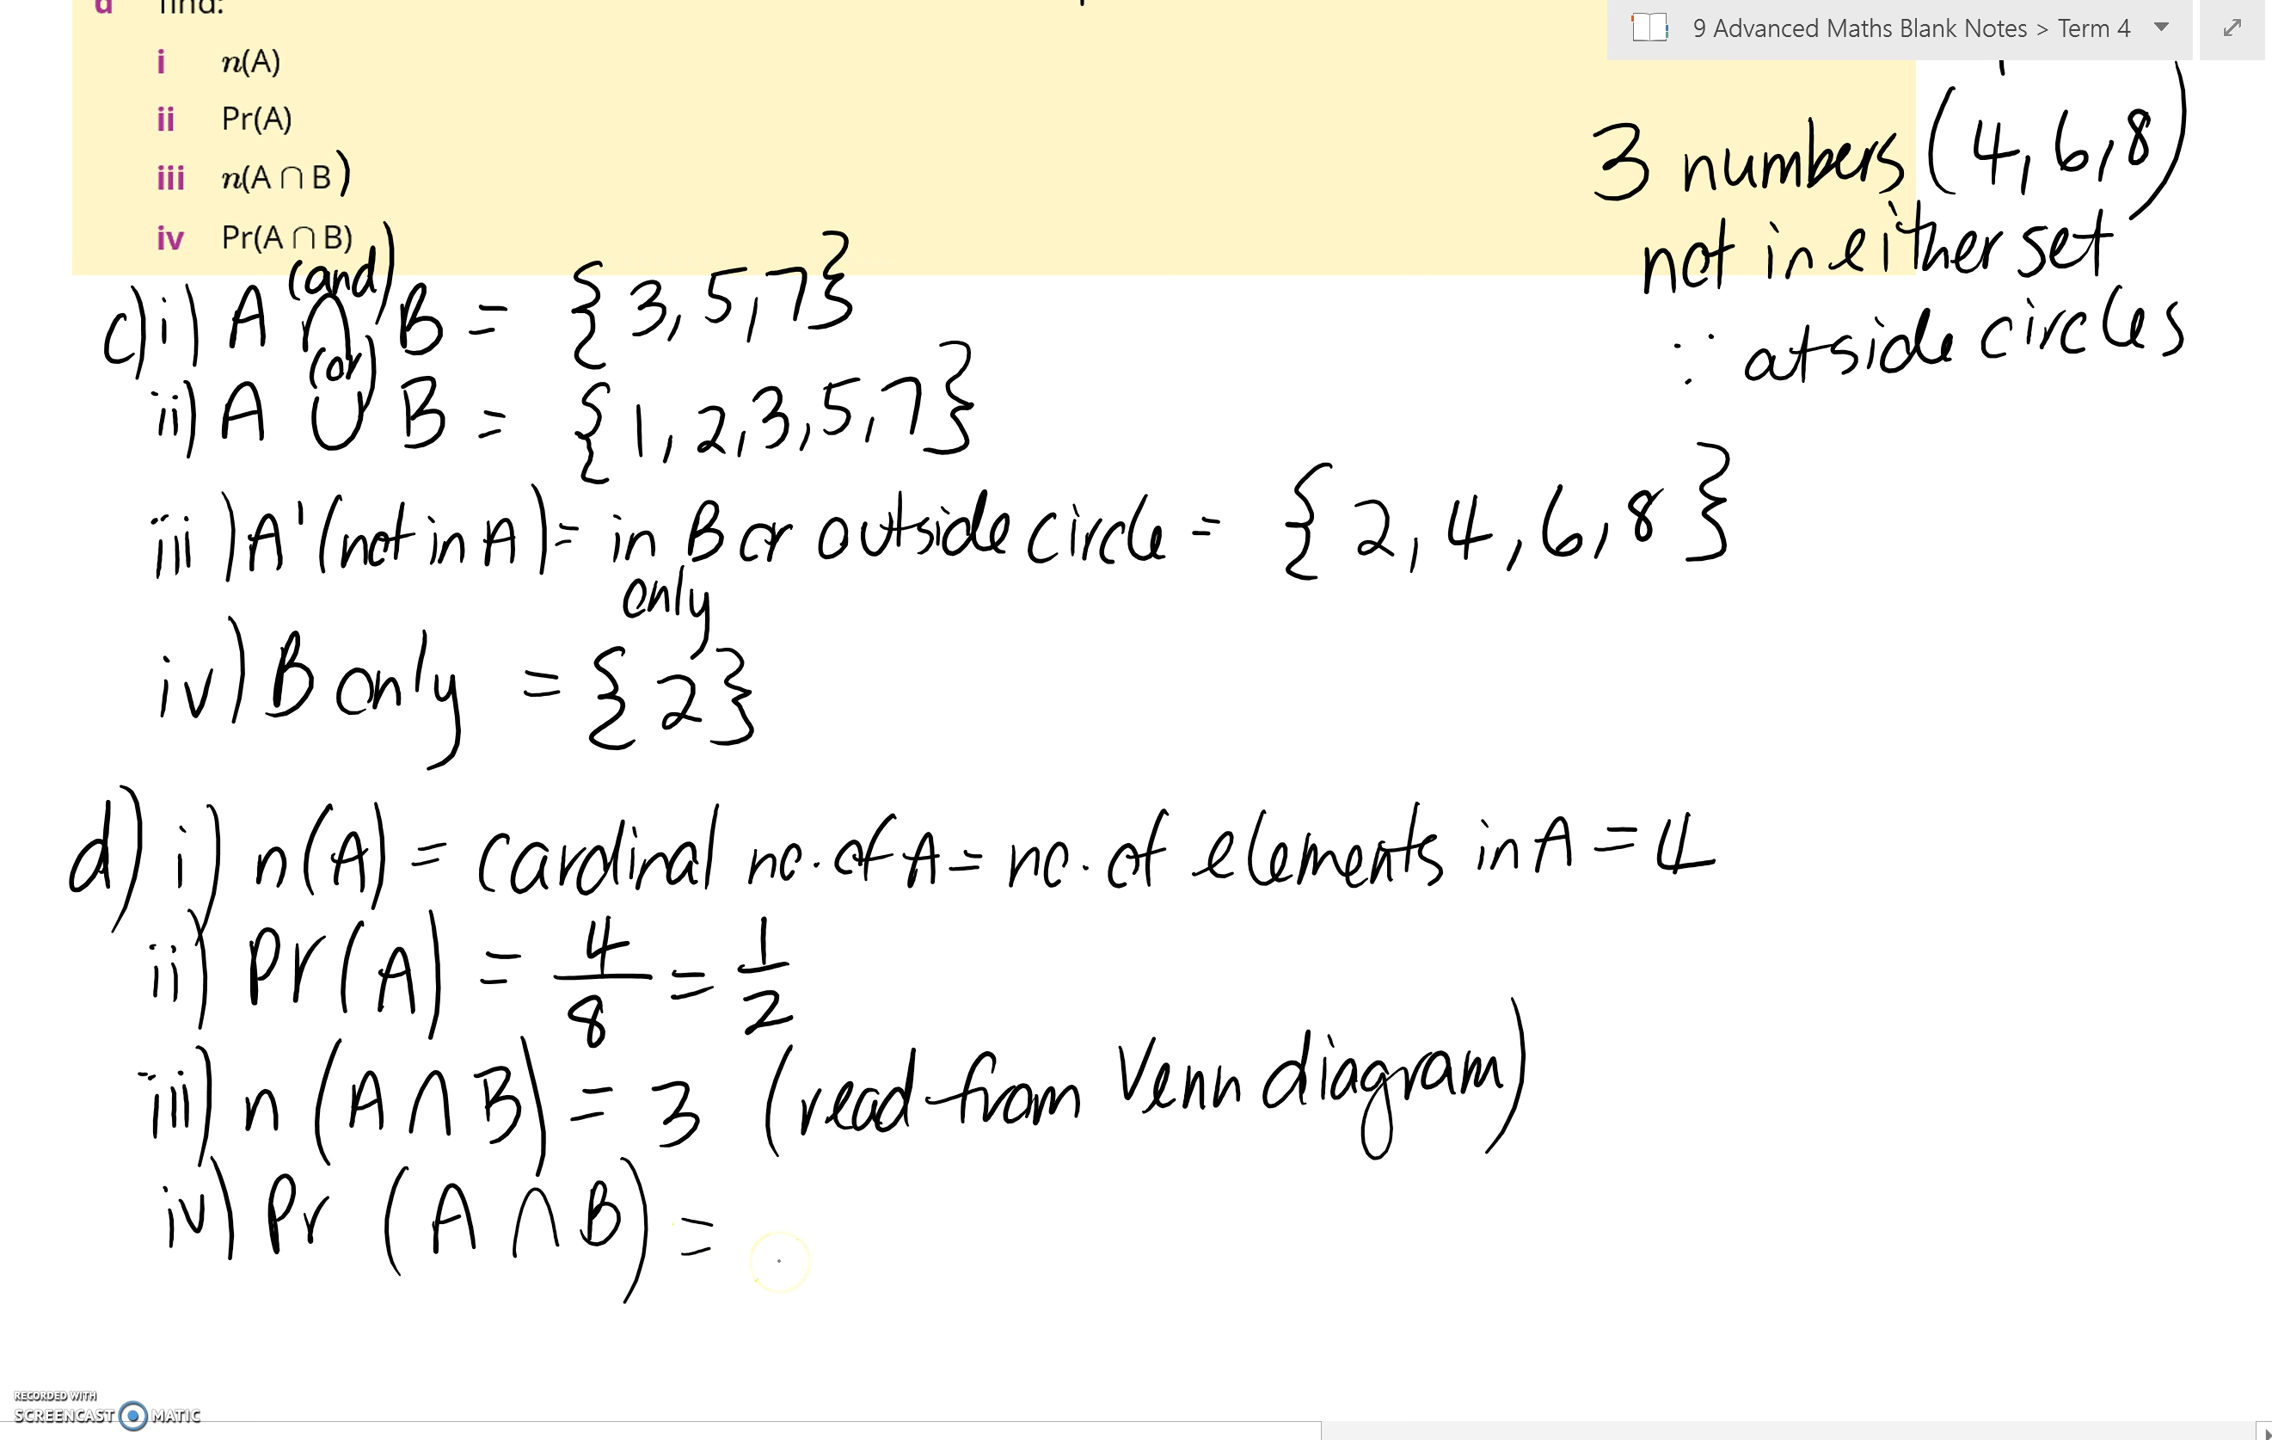 d find:
9 Advanced Maths Blank Notes > Term 4
i n(A)
ii Pr(A)
iii n(A ∩ B)
iv Pr(A ∩ B)
3 numbers (4, 6, 8)
not in either set
∵ outside circles
(and)
c) i) A ∩ B = {3, 5, 7}
(or)
ii) A ∪ B = {1, 2, 3, 5, 7}
iii) A' (not in A) = in B or outside circle = {2, 4, 6, 8}
only
iv) B only = {2}
d) i) n(A) = cardinal no. of A = no. of elements in A = 4
ii) Pr(A) = 4/8 = 1/2
iii) n(A ∩ B) = 3 (read from Venn diagram)
iv) Pr (A ∩ B) =
RECORDED WITH
SCREENCAST MATIC